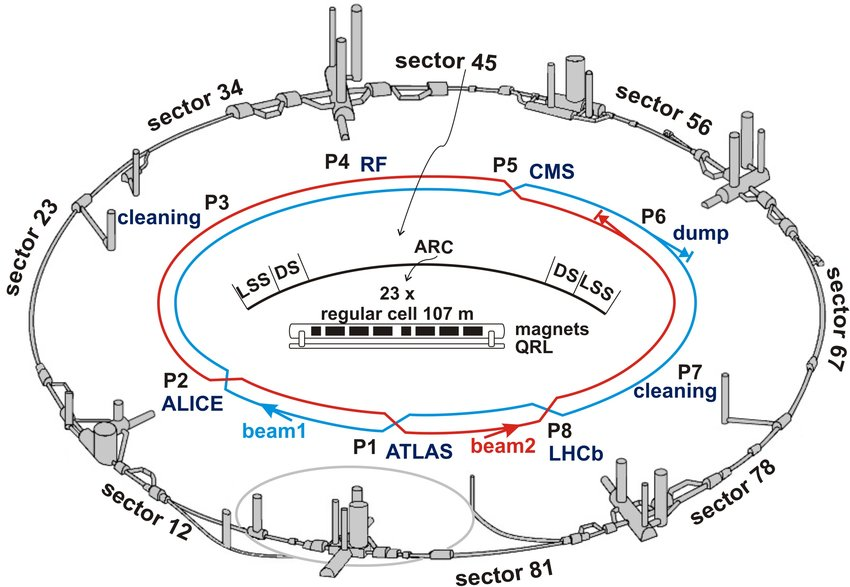 sector 45
sector 34
sector 56
P4 RF
P5 CMS
P3
cleaning
P6
dump
sector 23
ARC
LSS
DS
DS
LSS
23 x
regular cell 107 m
magnets
QRL
sector 67
P2
ALICE
P7
cleaning
beam1
P1 ATLAS
beam2
P8
LHCb
sector 12
sector 78
sector 81